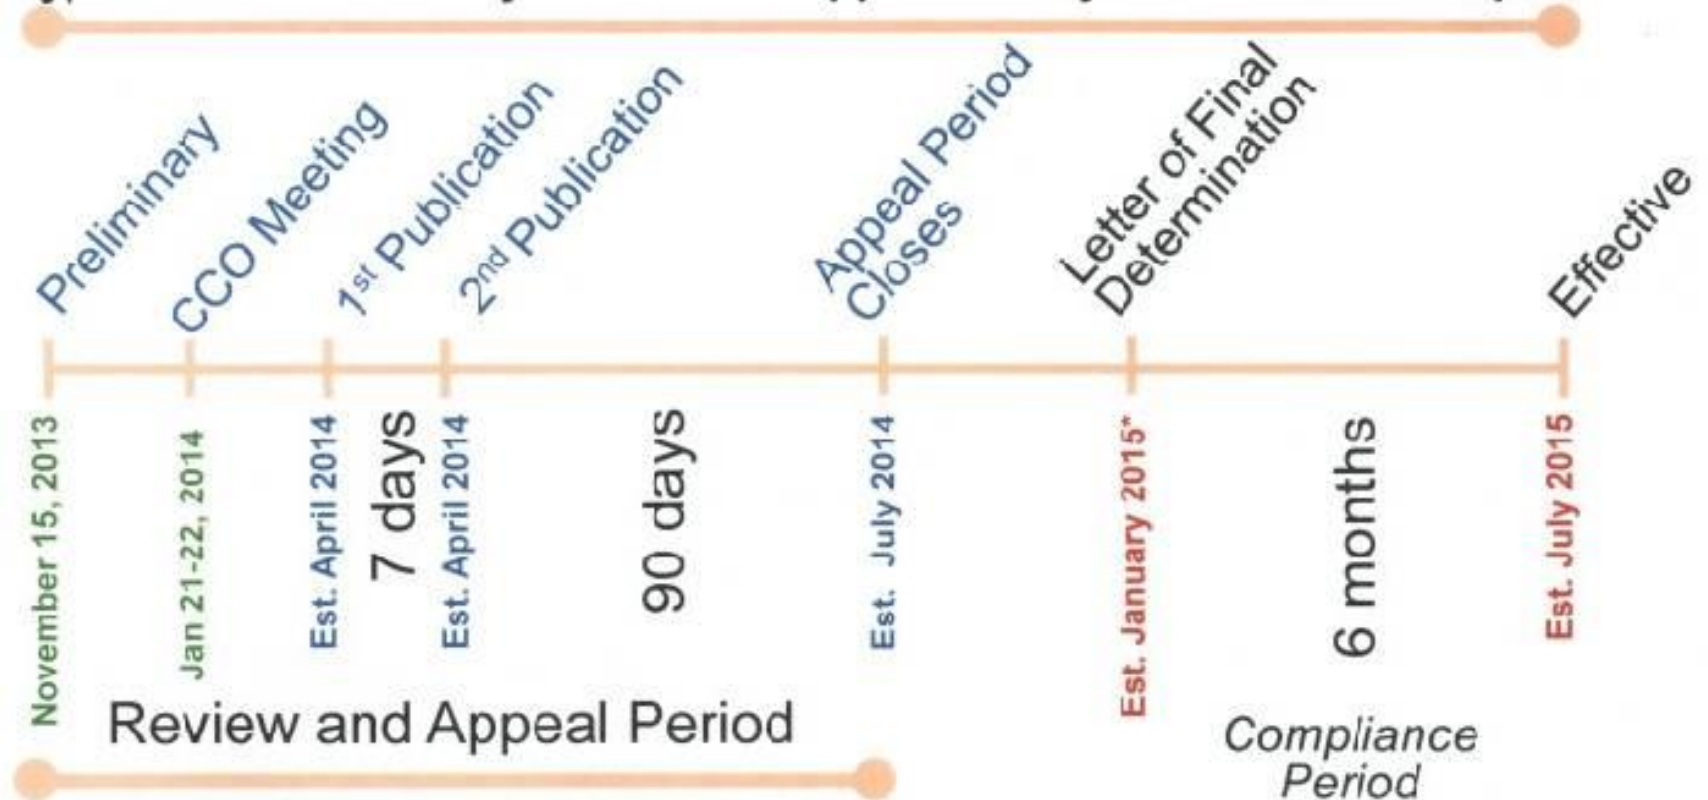 Preliminary
CCO Meeting
1st Publication
2nd Publication
Appeal Period
Closes
Letter of Final
Determination
Effective
November 15, 2013
Jan 21-22, 2014
Est. April 2014
7 days
Est. April 2014
90 days
Est. July 2014
Est. January 2015*
6 months
Est. July 2015
Review and Appeal Period
Compliance
Period